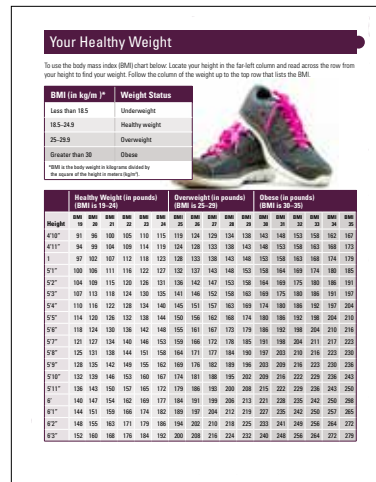 Your Healthy Weight
To use the body mass index (BMI) chart below: Locate your height in the far-left column and read across the row from
your height to find your weight. Follow the column of the weight up to the top row that lists the BMI.
BMI (in kg/m )* Weight Status
Less than 18.5 Underweight
18.5–24.9 Healthy weight
25–29.9 Overweight
Greater than 30 Obese
*BMI is the body weight in kilograms divided by
the square of the height in meters (kg/m²).
Healthy Weight (in pounds) Overweight (in pounds) Obese (in pounds)
(BMI is 19–24) (BMI is 25–29) (BMI is 30–35)
BMI BMI BMI BMI BMI BMI BMI BMI BMI BMI BMI BMI BMI BMI BMI BMI BMI
Height 19 20 21 22 23 24 25 26 27 28 29 30 31 32 33 34 35
4'10" 91 96 100 105 110 115 119 124 129 134 138 143 148 153 158 162 167
4'11" 94 99 104 109 114 119 124 128 133 138 143 148 153 158 163 168 173
1 97 102 107 112 118 123 128 133 138 143 148 153 158 163 168 174 179
5'1" 100 106 111 116 122 127 132 137 143 148 153 158 164 169 174 180 185
5'2" 104 109 115 120 126 131 136 142 147 153 158 164 169 175 180 186 191
5'3" 107 113 118 124 130 135 141 146 152 158 163 169 175 180 186 191 197
5'4" 110 116 122 128 134 140 145 151 157 163 169 174 180 186 192 197 204
5'5" 114 120 126 132 138 144 150 156 162 168 174 180 186 192 198 204 210
5'6" 118 124 130 136 142 148 155 161 167 173 179 186 192 198 204 210 216
5'7" 121 127 134 140 146 153 159 166 172 178 185 191 198 204 211 217 223
5'8" 125 131 138 144 151 158 164 171 177 184 190 197 203 210 216 223 230
5'9" 128 135 142 149 155 162 169 176 182 189 196 203 209 216 223 230 236
5'10" 132 139 146 153 160 167 174 181 188 195 202 209 216 222 229 236 243
5'11" 136 143 150 157 165 172 179 186 193 200 208 215 222 229 236 243 250
6' 140 147 154 162 169 177 184 191 199 206 213 221 228 235 242 250 298
6'1" 144 151 159 166 174 182 189 197 204 212 219 227 235 242 250 257 265
6'2" 148 155 163 171 179 186 194 202 210 218 225 233 241 249 256 264 272
6'3" 152 160 168 176 184 192 200 208 216 224 232 240 248 256 264 272 279